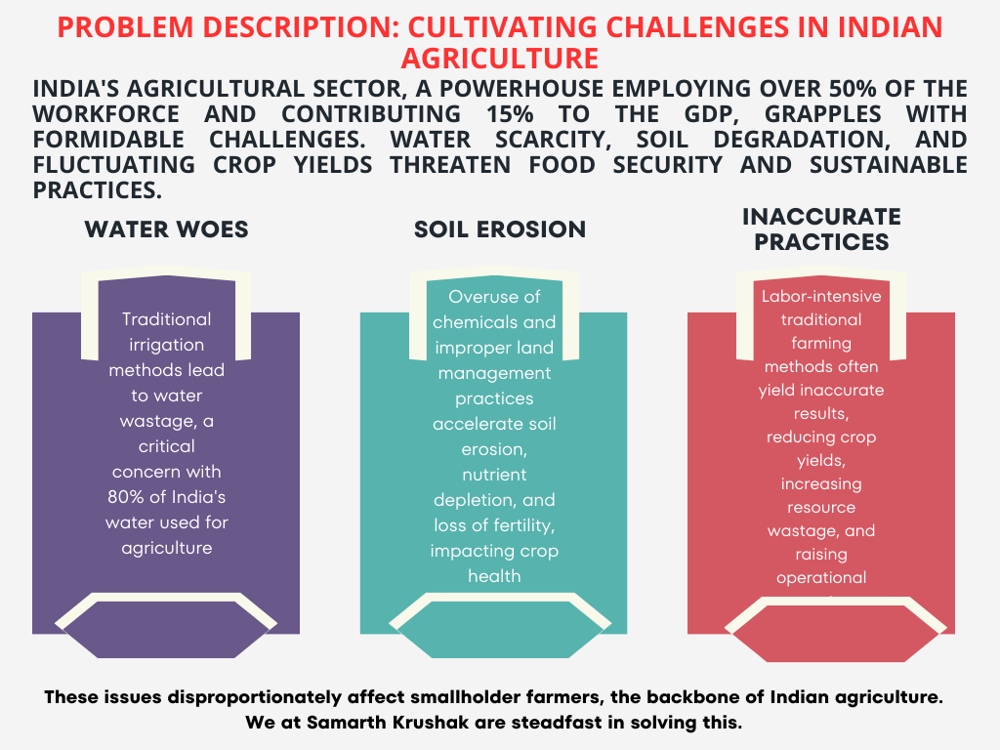 PROBLEM DESCRIPTION: CULTIVATING CHALLENGES IN INDIAN
AGRICULTURE
INDIA'S AGRICULTURAL SECTOR, A POWERHOUSE EMPLOYING OVER 50% OF THE
WORKFORCE AND CONTRIBUTING 15% TO THE GDP, GRAPPLES WITH
FORMIDABLE CHALLENGES. WATER SCARCITY, SOIL DEGRADATION, AND
FLUCTUATING CROP YIELDS THREATEN FOOD SECURITY AND SUSTAINABLE
PRACTICES.
WATER WOES
Traditional
irrigation
methods lead
to water
wastage, a
critical
concern with
80% of India's
water used for
agriculture
SOIL EROSION
Overuse of
chemicals and
improper land
management
practices
accelerate soil
erosion,
nutrient
depletion, and
loss of fertility,
impacting crop
health
INACCURATE
PRACTICES
Labor-intensive
traditional
farming
methods often
yield inaccurate
results,
reducing crop
yields,
increasing
resource
wastage, and
raising
operational
These issues disproportionately affect smallholder farmers, the backbone of Indian agriculture.
We at Samarth Krushak are steadfast in solving this.